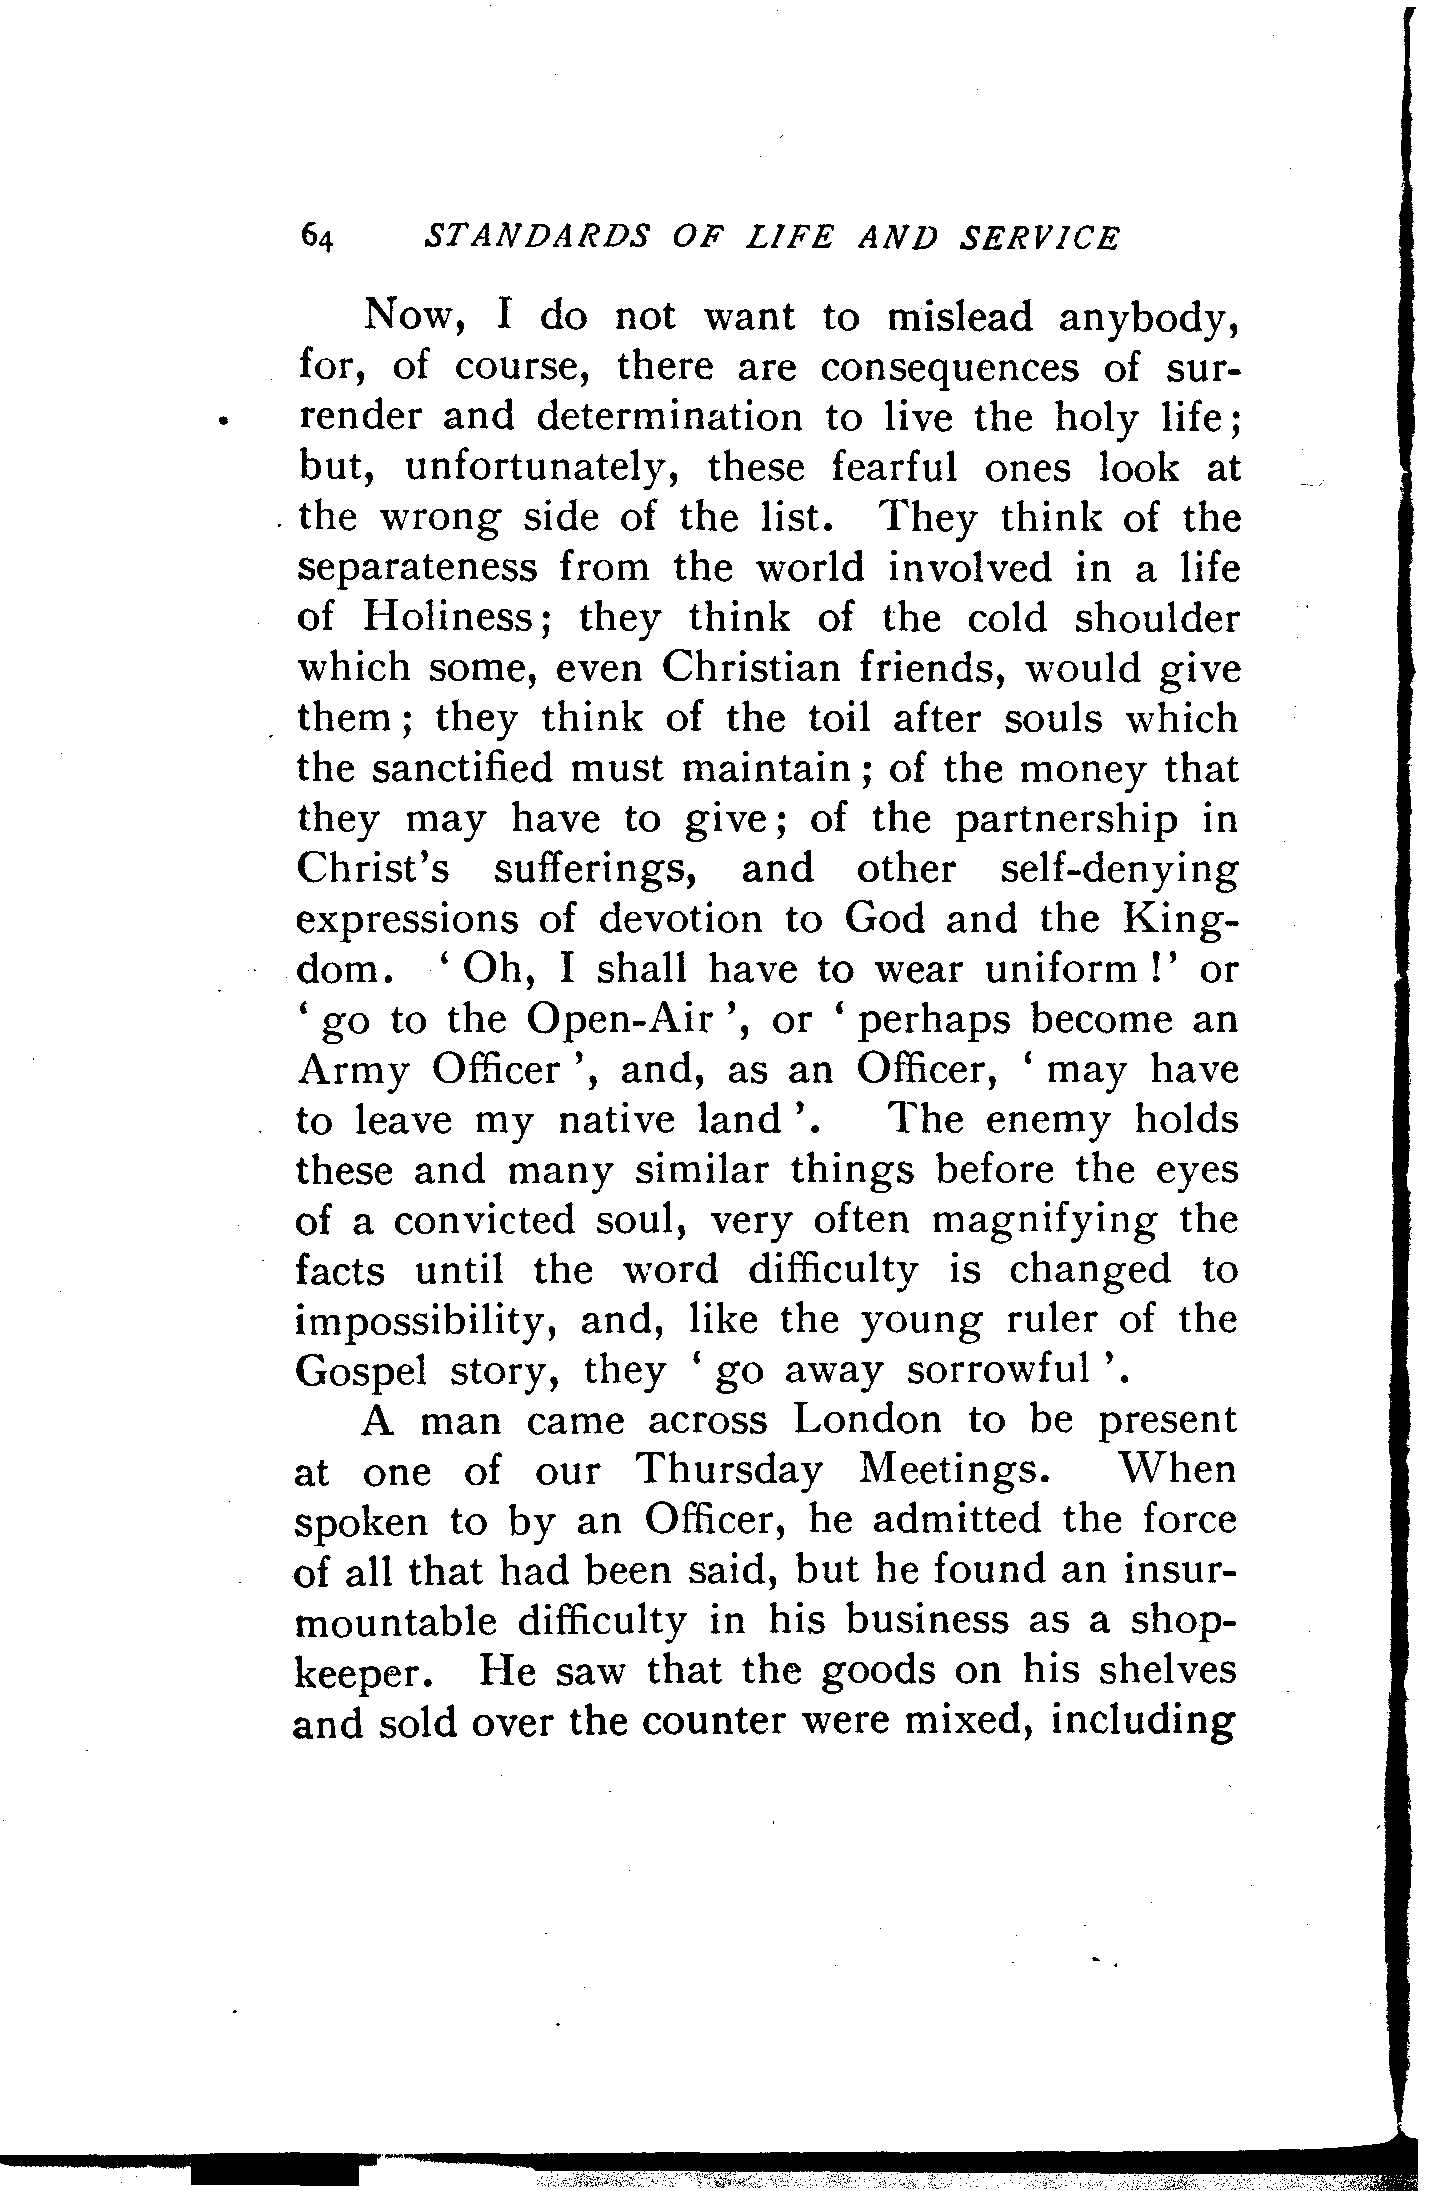 64 STANDARDS OF LIFE AND SERVICE
Now, I do not want to mislead anybody,
for, of course, there are consequences of sur-
render and determination to live the holy life;
but, unfortunately, these fearful ones look at
the wrong side of the list. They think of the
separateness from the world involved in a life
of Holiness; they think of the cold shoulder
which some, even Christian friends, would give
them; they think of the toil after souls which
the sanctified must maintain; of the money that
they may have to give; of the partnership in
Christ's sufferings, and other self-denying
expressions of devotion to God and the King-
dom. ‘Oh, I shall have to wear uniform!’ or
‘go to the Open-Air’, or ‘perhaps become an
Army Officer’, and, as an Officer, ‘may have
to leave my native land’. The enemy holds
these and many similar things before the eyes
of a convicted soul, very often magnifying the
facts until the word difficulty is changed to
impossibility, and, like the young ruler of the
Gospel story, they ‘go away sorrowful’.
A man came across London to be present
at one of our Thursday Meetings. When
spoken to by an Officer, he admitted the force
of all that had been said, but he found an insur-
mountable difficulty in his business as a shop-
keeper. He saw that the goods on his shelves
and sold over the counter were mixed, including